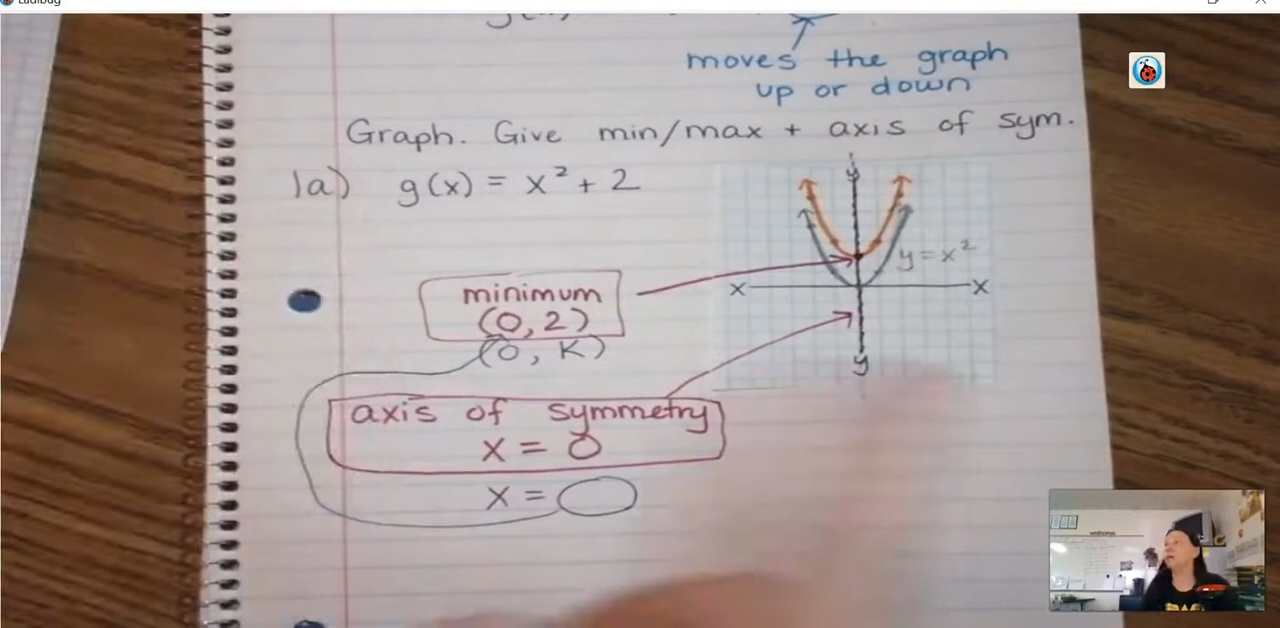 Ladibug
moves the graph
up or down
Graph. Give min/max + axis of sym.
1a) g(x) = x² + 2
y
y = x²
x x
minimum
(0, 2)
(0, K)
y
axis of symmetry
x = 0
x =